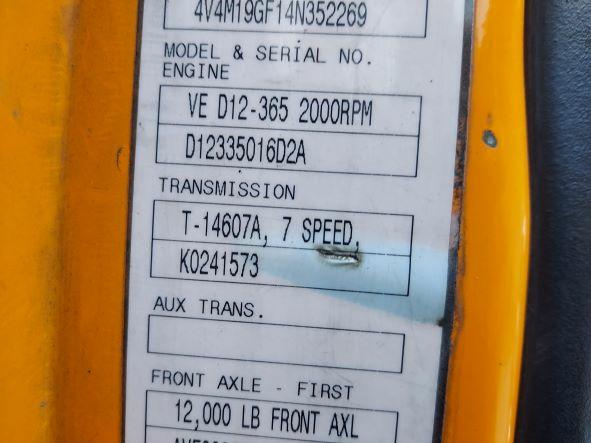 4V4M19GF14N352269
MODEL & SERIAL NO.
ENGINE
VE D12-365 2000RPM
D12335016D2A
TRANSMISSION
T-14607A, 7 SPEED,
K0241573
AUX TRANS.
FRONT AXLE - FIRST
12,000 LB FRONT AXL